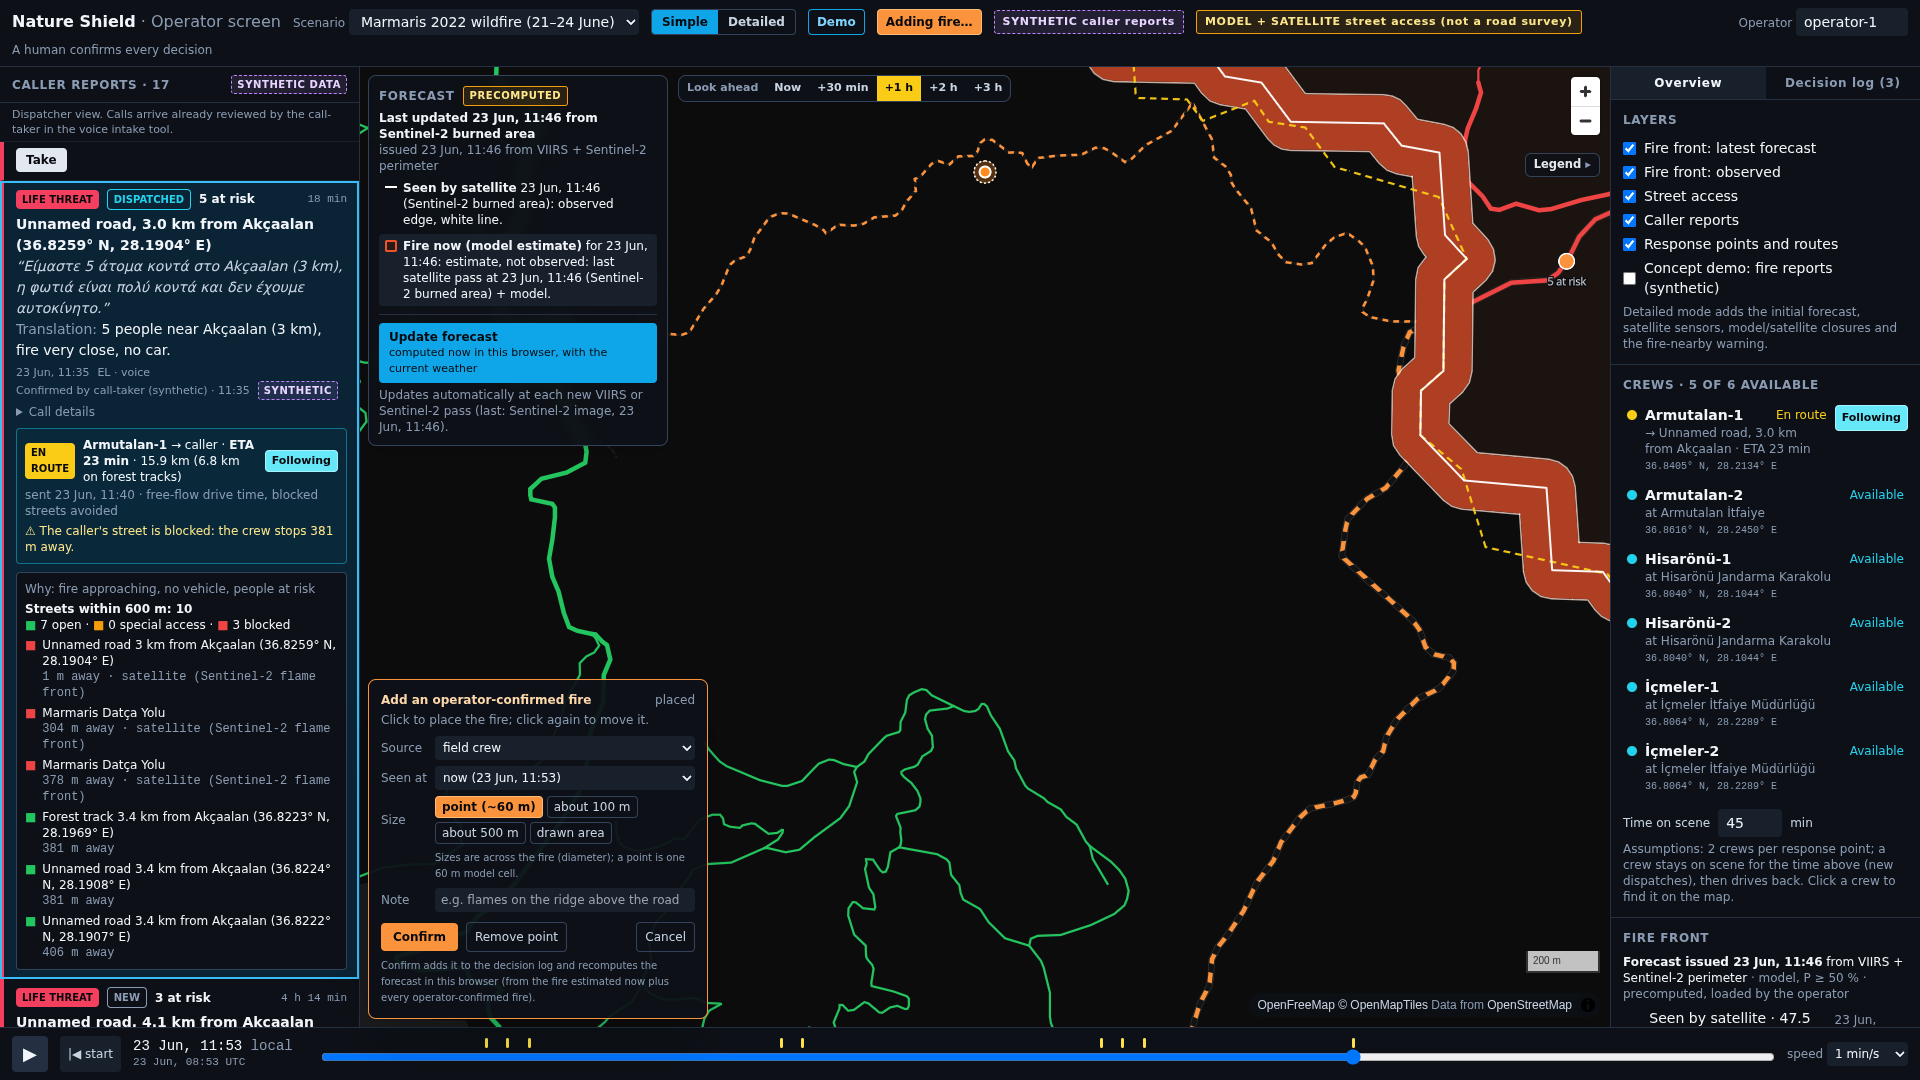 Nature Shield · Operator screen
Scenario
Marmaris 2022 wildfire (21–24 June)
Simple
Detailed
Demo
Adding fire…
SYNTHETIC caller reports
MODEL + SATELLITE street access (not a road survey)
Operator
operator-1
A human confirms every decision
CALLER REPORTS · 17
SYNTHETIC DATA
Dispatcher view. Calls arrive already reviewed by the call-
taker in the voice intake tool.
Take
LIFE THREAT
DISPATCHED
5 at risk
18 min
Unnamed road, 3.0 km from Akçaalan
(36.8259° N, 28.1904° E)
“Είμαστε 5 άτομα κοντά στο Akçaalan (3 km),
η φωτιά είναι πολύ κοντά και δεν έχουμε
αυτοκίνητο.”
Translation: 5 people near Akçaalan (3 km),
fire very close, no car.
23 Jun, 11:35 EL · voice
Confirmed by call-taker (synthetic) · 11:35
SYNTHETIC
▶ Call details
EN
ROUTE
Armutalan-1 → caller · ETA
23 min · 15.9 km (6.8 km
on forest tracks)
Following
sent 23 Jun, 11:40 · free-flow drive time, blocked
streets avoided
⚠ The caller's street is blocked: the crew stops 381
m away.
Why: fire approaching, no vehicle, people at risk
Streets within 600 m: 10
7 open · 0 special access · 3 blocked
Unnamed road 3 km from Akçaalan (36.8259° N,
28.1904° E)
1 m away · satellite (Sentinel-2 flame
front)
Marmaris Datça Yolu
304 m away · satellite (Sentinel-2 flame
front)
Marmaris Datça Yolu
378 m away · satellite (Sentinel-2 flame
front)
Forest track 3.4 km from Akçaalan (36.8223° N,
28.1969° E)
381 m away
Unnamed road 3.4 km from Akçaalan (36.8224°
N, 28.1908° E)
381 m away
Unnamed road 3.4 km from Akçaalan (36.8222°
N, 28.1907° E)
406 m away
LIFE THREAT
NEW
3 at risk
4 h 14 min
Unnamed road, 4.1 km from Akçaalan
FORECAST
PRECOMPUTED
Last updated 23 Jun, 11:46 from
Sentinel-2 burned area
issued 23 Jun, 11:46 from VIIRS + Sentinel-2
perimeter
Seen by satellite 23 Jun, 11:46
(Sentinel-2 burned area): observed
edge, white line.
Fire now (model estimate) for 23 Jun,
11:46: estimate, not observed: last
satellite pass at 23 Jun, 11:46 (Sentinel-
2 burned area) + model.
Update forecast
computed now in this browser, with the
current weather
Updates automatically at each new VIIRS or
Sentinel-2 pass (last: Sentinel-2 image, 23
Jun, 11:46).
Look ahead
Now
+30 min
+1 h
+2 h
+3 h
+
−
Legend ▸
5 at risk
Add an operator-confirmed fire
placed
Click to place the fire; click again to move it.
Source
field crew
Seen at
now (23 Jun, 11:53)
Size
point (~60 m)
about 100 m
about 500 m
drawn area
Sizes are across the fire (diameter); a point is one
60 m model cell.
Note
e.g. flames on the ridge above the road
Confirm
Remove point
Cancel
Confirm adds it to the decision log and recomputes the
forecast in this browser (from the fire estimated now plus
every operator-confirmed fire).
200 m
OpenFreeMap © OpenMapTiles Data from OpenStreetMap
Overview
Decision log (3)
LAYERS
Fire front: latest forecast
Fire front: observed
Street access
Caller reports
Response points and routes
Concept demo: fire reports
(synthetic)
Detailed mode adds the initial forecast,
satellite sensors, model/satellite closures and
the fire-nearby warning.
CREWS · 5 OF 6 AVAILABLE
Armutalan-1
En route
Following
→ Unnamed road, 3.0 km
from Akçaalan · ETA 23 min
36.8405° N, 28.2134° E
Armutalan-2
Available
at Armutalan İtfaiye
36.8616° N, 28.2450° E
Hisarönü-1
Available
at Hisarönü Jandarma Karakolu
36.8040° N, 28.1044° E
Hisarönü-2
Available
at Hisarönü Jandarma Karakolu
36.8040° N, 28.1044° E
İçmeler-1
Available
at İçmeler İtfaiye Müdürlüğü
36.8064° N, 28.2289° E
İçmeler-2
Available
at İçmeler İtfaiye Müdürlüğü
36.8064° N, 28.2289° E
Time on scene
45
min
Assumptions: 2 crews per response point; a
crew stays on scene for the time above (new
dispatches), then drives back. Click a crew to
find it on the map.
FIRE FRONT
Forecast issued 23 Jun, 11:46 from VIIRS +
Sentinel-2 perimeter · model, P ≥ 50 % ·
precomputed, loaded by the operator
Seen by satellite · 47.5
23 Jun,
▶
|◀ start
23 Jun, 11:53 local
23 Jun, 08:53 UTC
speed
1 min/s